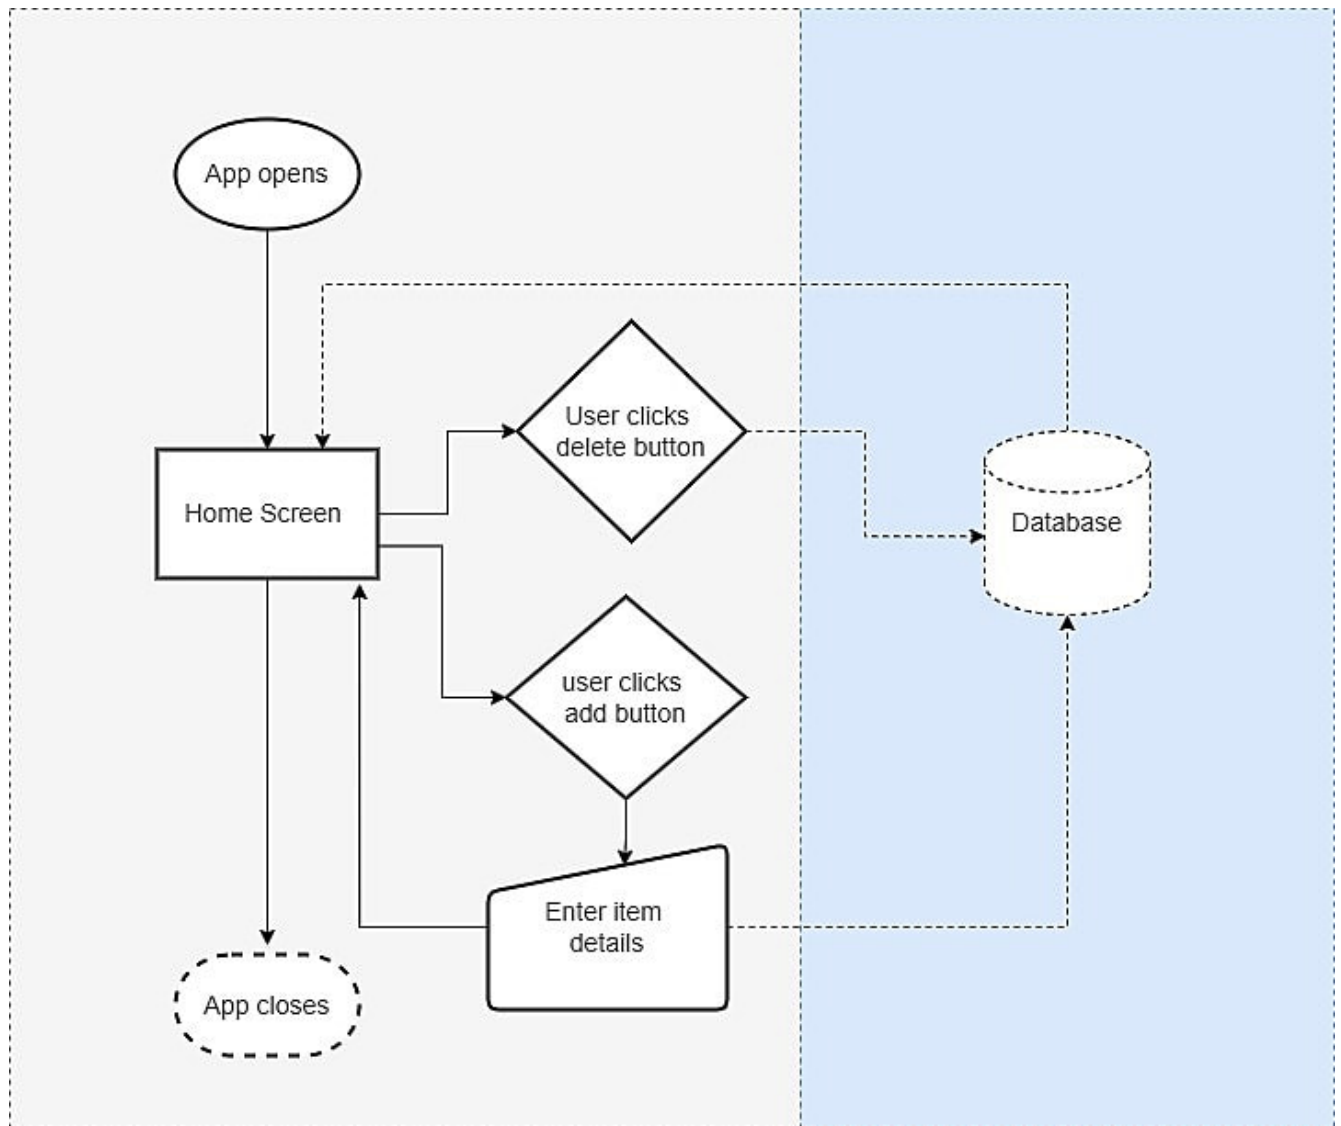 App opens
User clicks
delete button
Home Screen
Database
user clicks
add button
Enter item
details
App closes